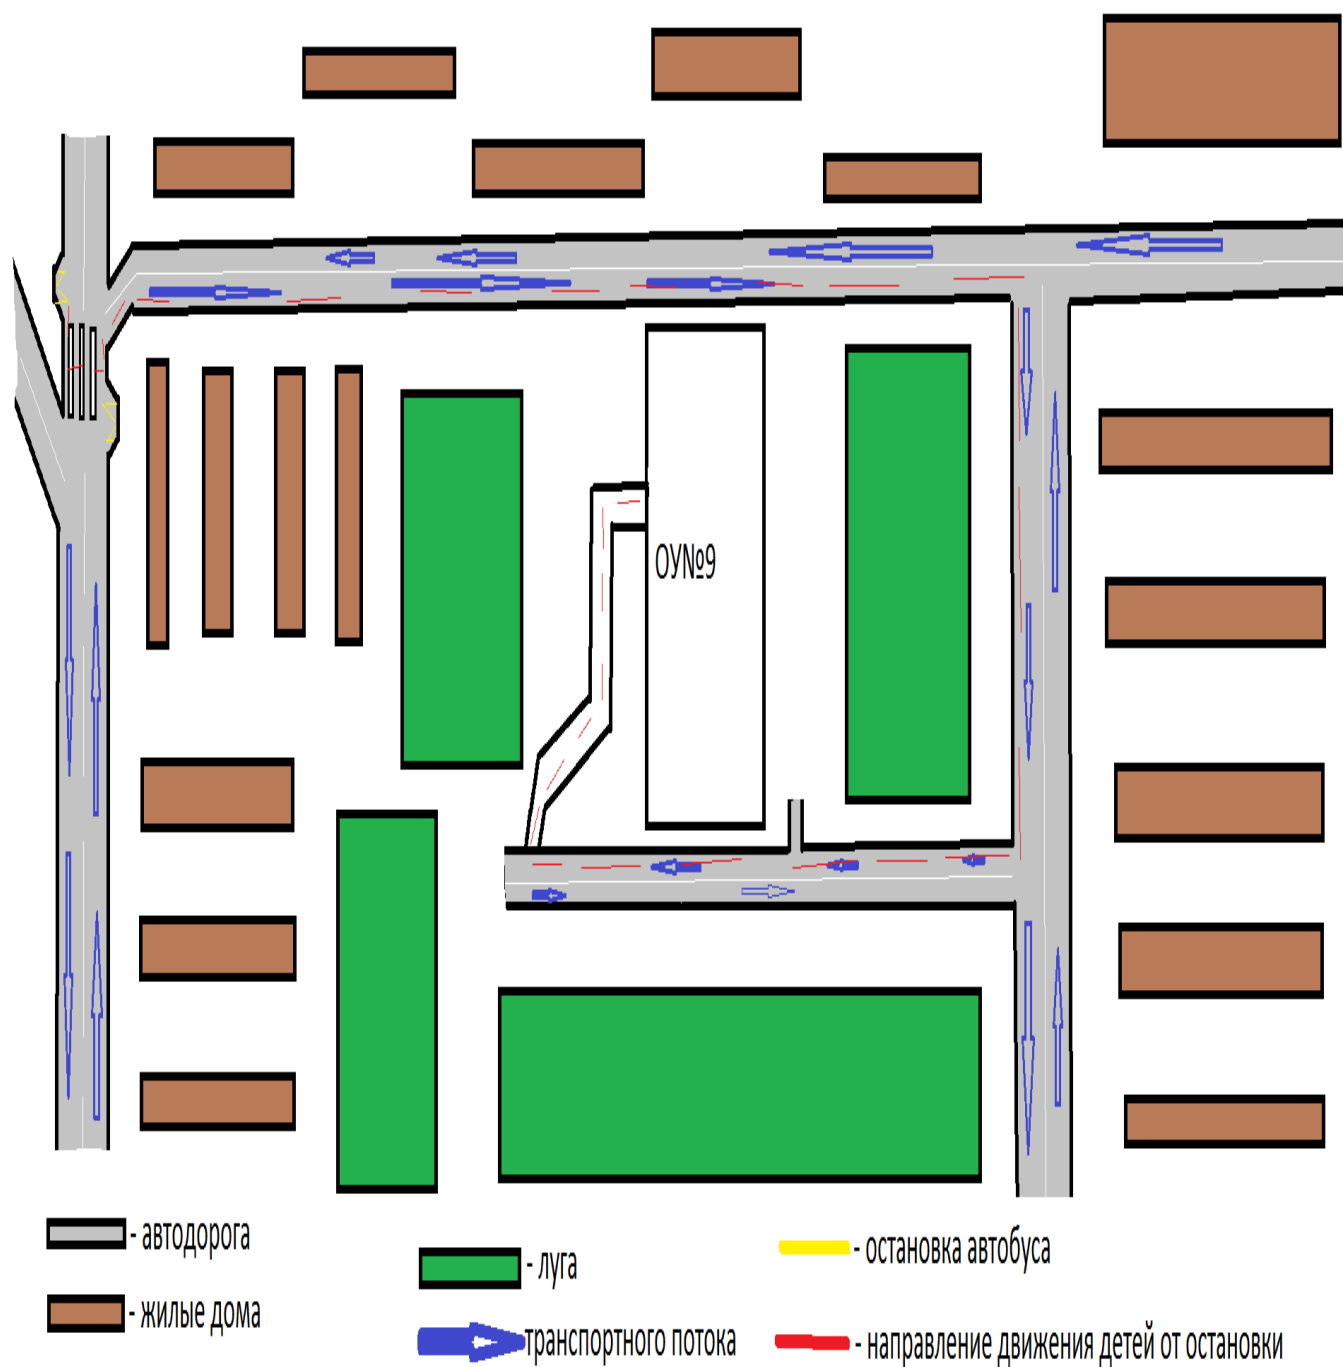 ОУ№9
- автодорога
- остановка автобуса
- луга
- жилые дома
транспортного потока
- направление движения детей от остановки